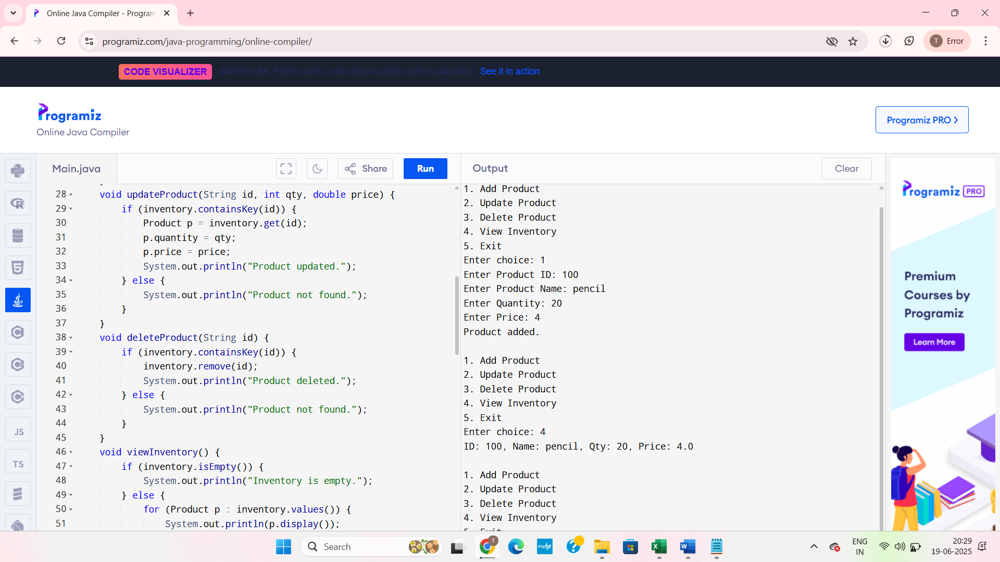 Online Java Compiler - Program
programiz.com/java-programming/online-compiler/
T Error
CODE VISUALIZER Master DSA, Python and C with step-by-step code visualization. See it in action
Programiz
Online Java Compiler
Programiz PRO
Main.java
Share
Run
Output
Clear
28 void updateProduct(String id, int qty, double price) {
29 if (inventory.containsKey(id)) {
30 Product p = inventory.get(id);
31 p.quantity = qty;
32 p.price = price;
33 System.out.println("Product updated.");
34 } else {
35 System.out.println("Product not found.");
36 }
37 }
38 void deleteProduct(String id) {
39 if (inventory.containsKey(id)) {
40 inventory.remove(id);
41 System.out.println("Product deleted.");
42 } else {
43 System.out.println("Product not found.");
44 }
45 }
46 void viewInventory() {
47 if (inventory.isEmpty()) {
48 System.out.println("Inventory is empty.");
49 } else {
50 for (Product p : inventory.values()) {
51 System.out.println(p.display());
1. Add Product
2. Update Product
3. Delete Product
4. View Inventory
5. Exit
Enter choice: 1
Enter Product ID: 100
Enter Product Name: pencil
Enter Quantity: 20
Enter Price: 4
Product added.
1. Add Product
2. Update Product
3. Delete Product
4. View Inventory
5. Exit
Enter choice: 4
ID: 100, Name: pencil, Qty: 20, Price: 4.0
1. Add Product
2. Update Product
3. Delete Product
4. View Inventory
5. Exit
JS
TS
Programiz PRO
Premium
Courses by
Programiz
Learn More
Search
T
myhp
ENG
IN
20:29
19-06-2025